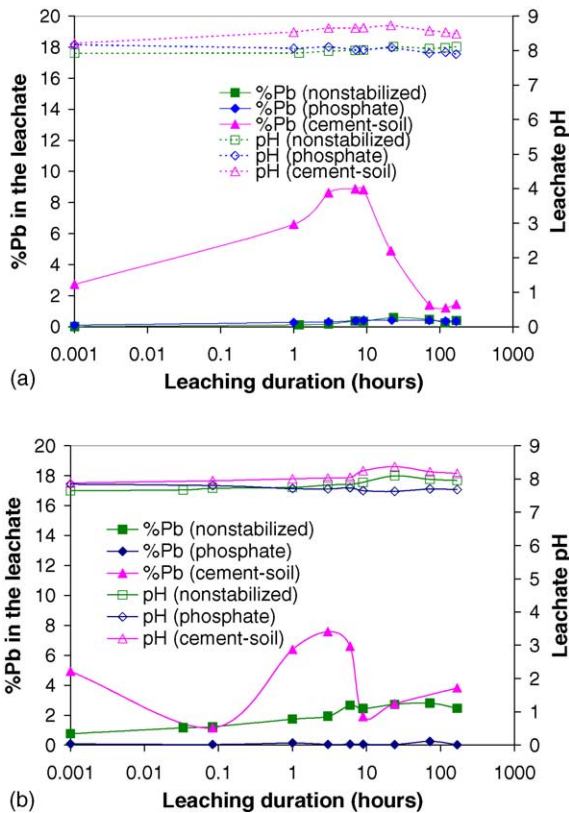 20
18
16
14
12
10
8
6
4
2
0
%Pb in the leachate
%Pb (nonstabilized)
%Pb (phosphate)
%Pb (cement-soil)
pH (nonstabilized)
pH (phosphate)
pH (cement-soil)
9
8
7
6
5
4
3
2
1
0
Leachate pH
0.001 0.01 0.1 1 10 100 1000
(a) Leaching duration (hours)
20
18
16
14
12
10
8
6
4
2
0
%Pb in the leachate
%Pb (nonstabilized)
%Pb (phosphate)
%Pb (cement-soil)
pH (nonstabilized)
pH (phosphate)
pH (cement-soil)
9
8
7
6
5
4
3
2
1
0
Leachate pH
0.001 0.01 0.1 1 10 100 1000
(b) Leaching duration (hours)